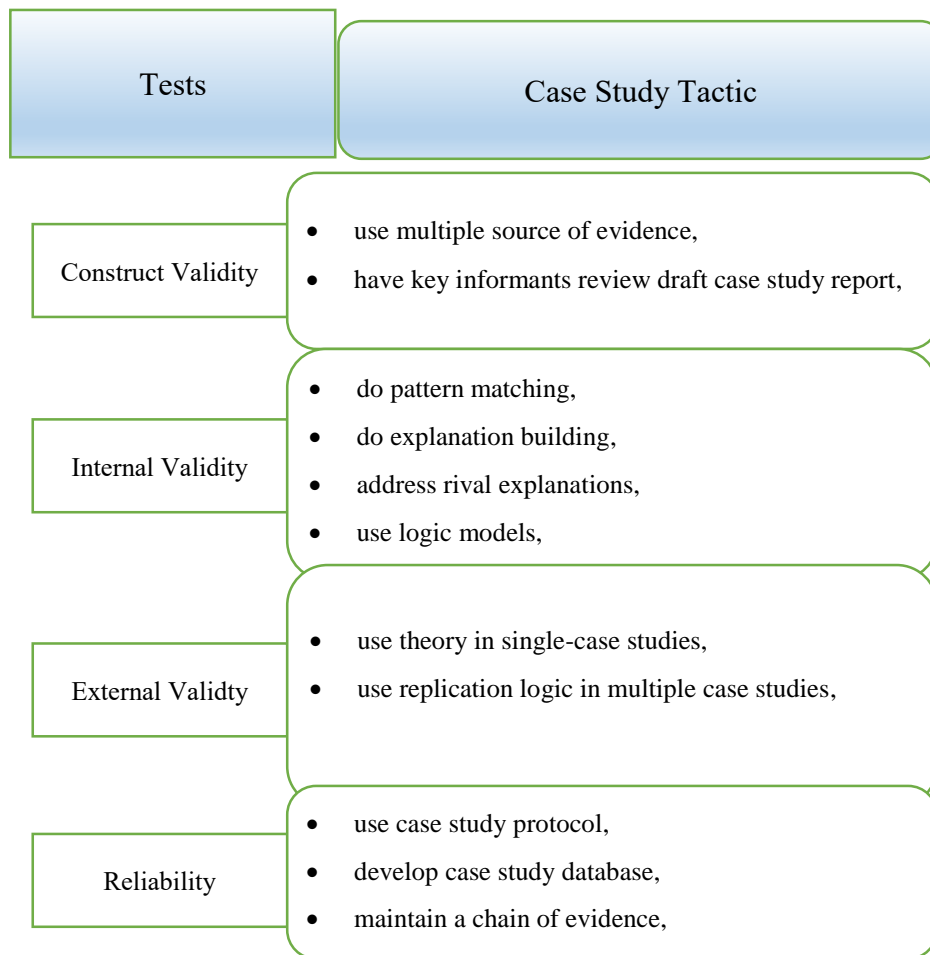 Tests
Case Study Tactic
Construct Validity
• use multiple source of evidence,
• have key informants review draft case study report,
Internal Validity
• do pattern matching,
• do explanation building,
• address rival explanations,
• use logic models,
External Validty
• use theory in single-case studies,
• use replication logic in multiple case studies,
Reliability
• use case study protocol,
• develop case study database,
• maintain a chain of evidence,